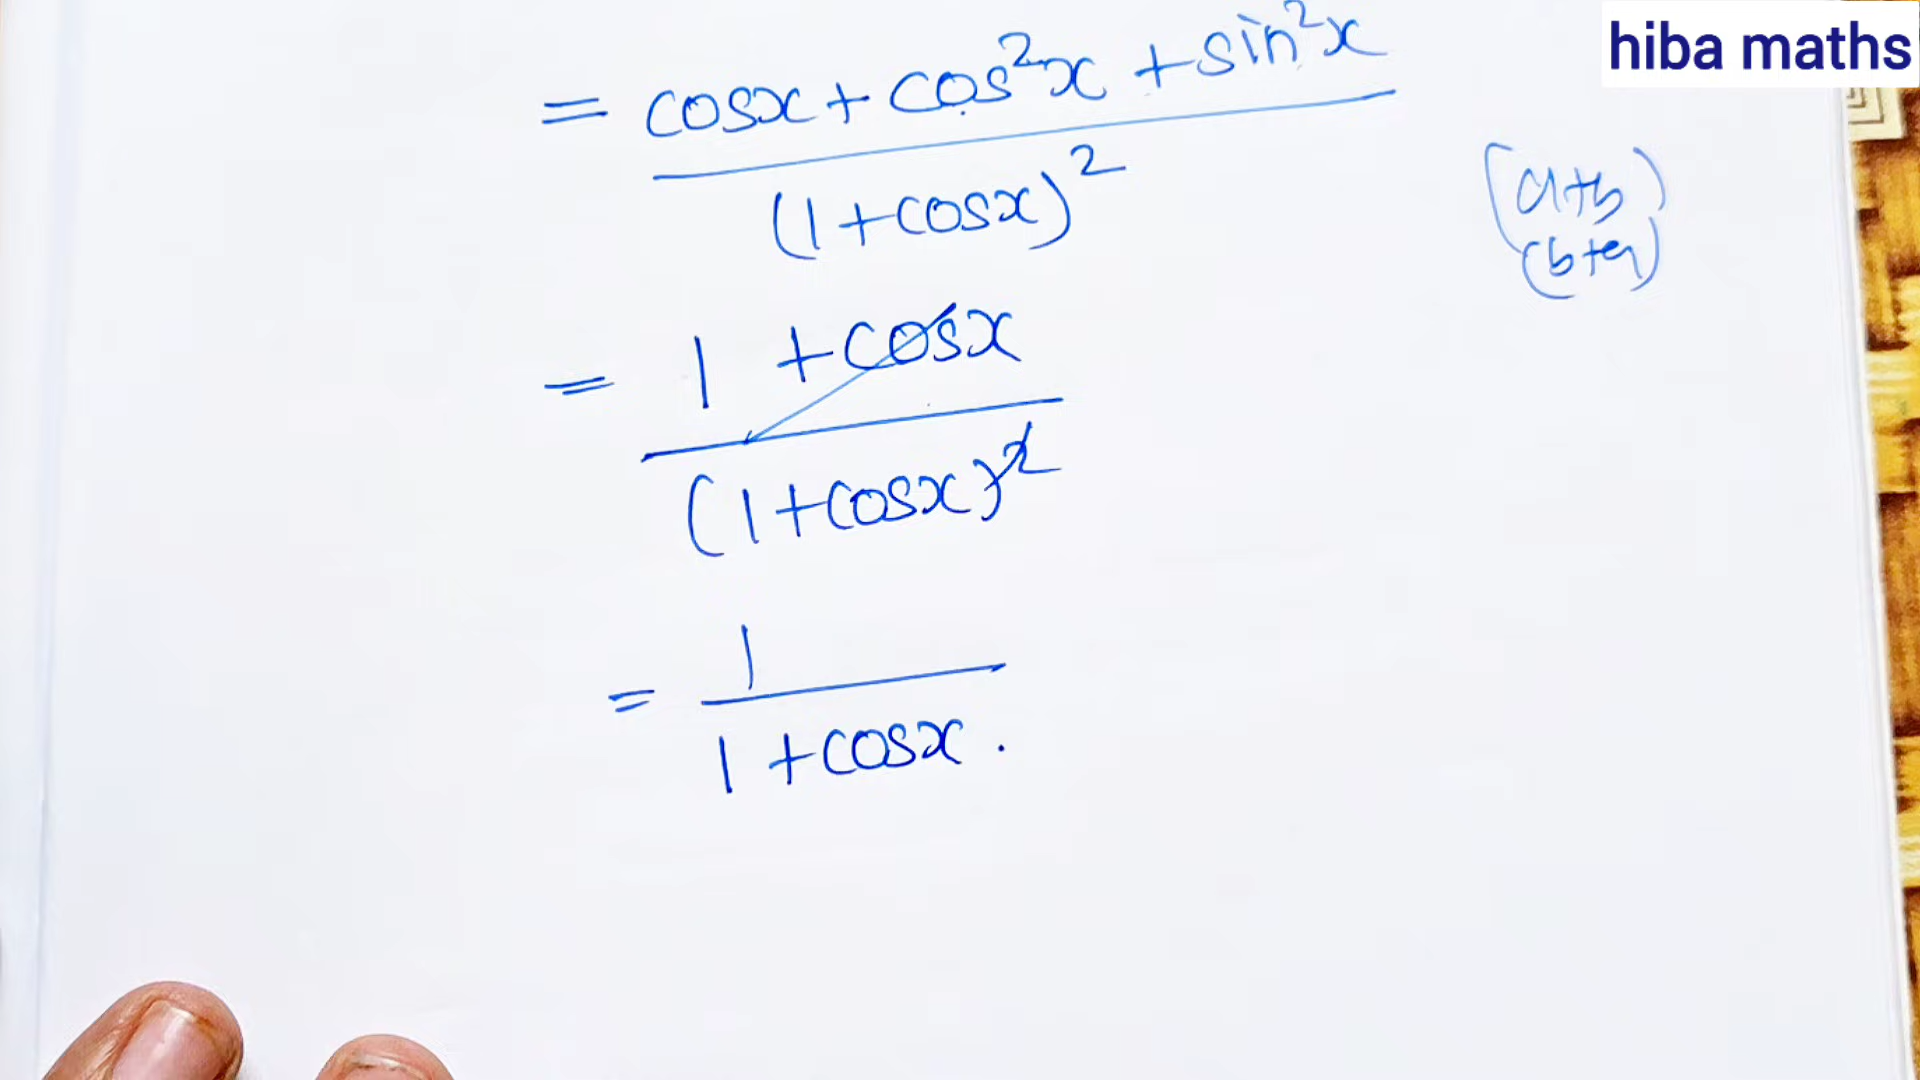 hiba maths
= cosx + cos²x + sin²x
(1+cosx)²
(a+b)
(b+a)
= 1 + cosx
(1+cosx)²
= 1
1 + cosx .